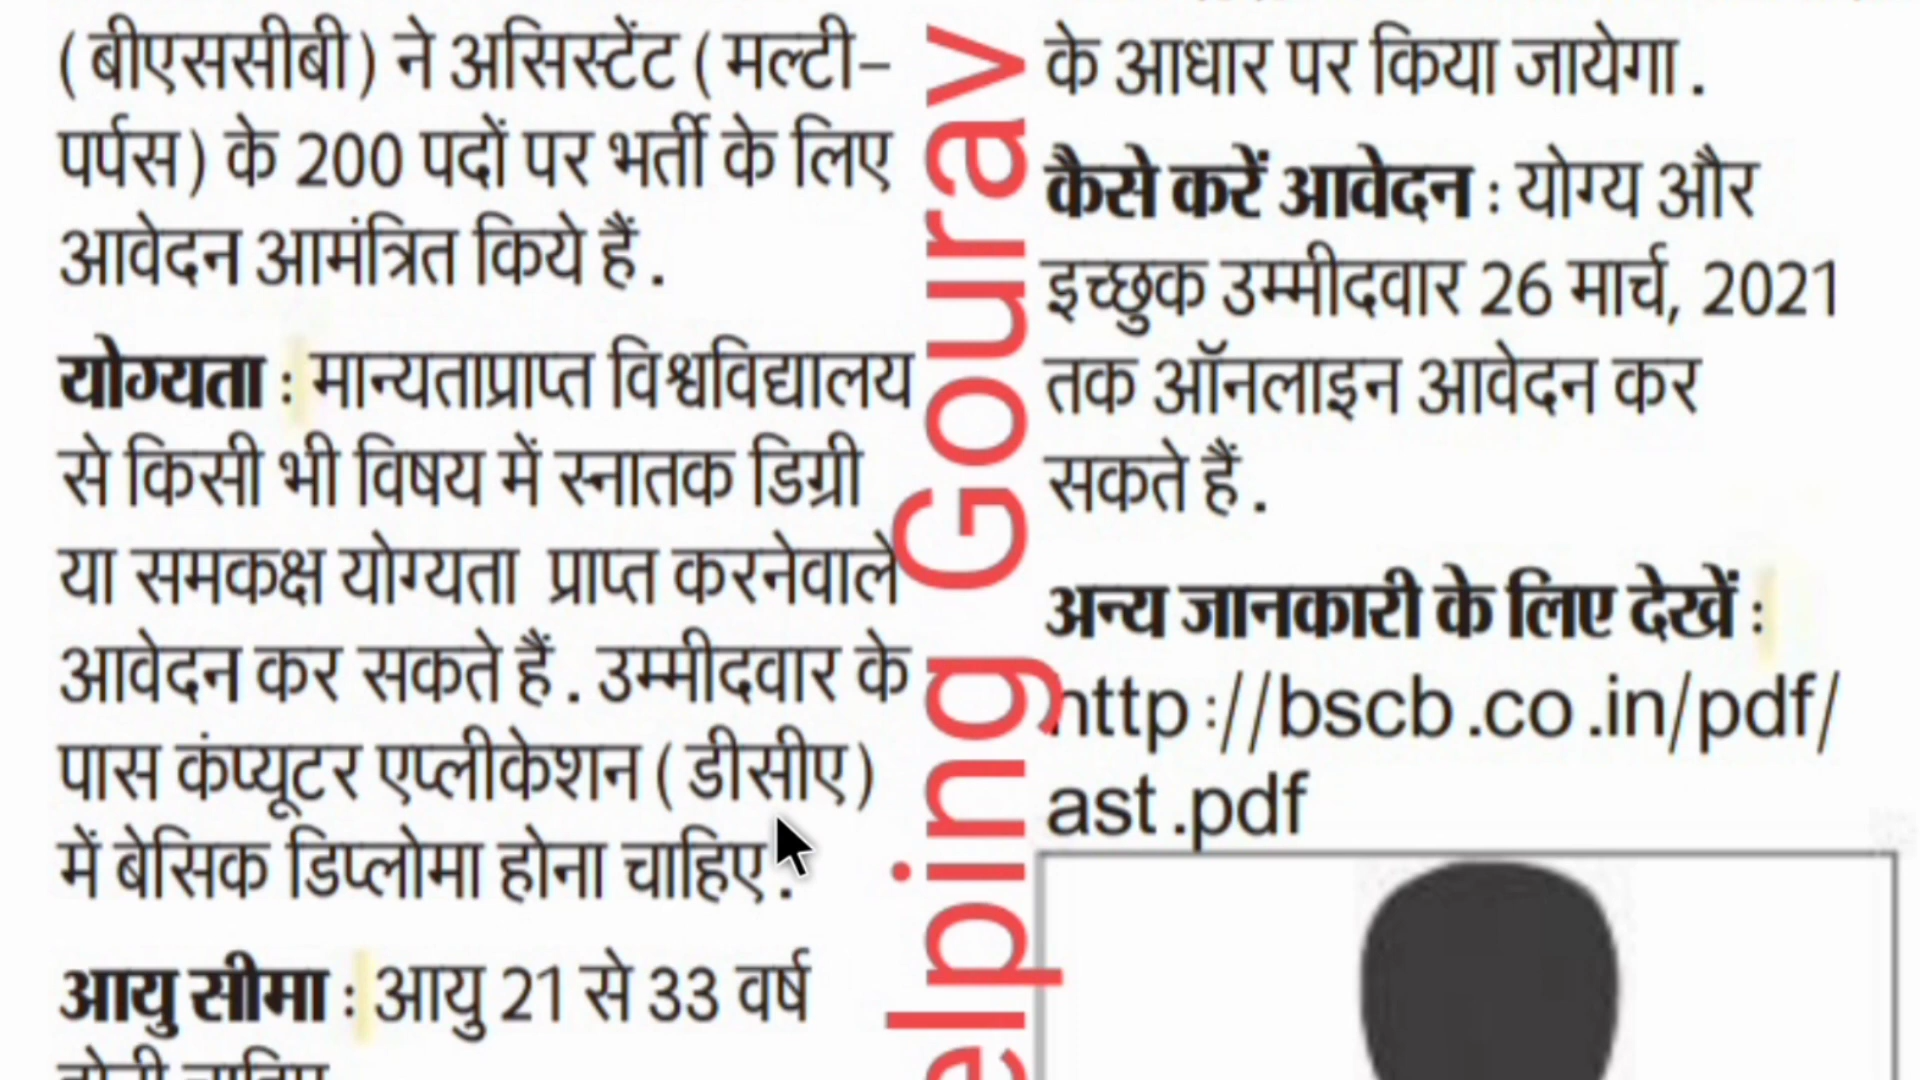 (बीएससीबी) ने असिस्टेंट (मल्टी-
पर्पस) के 200 पदों पर भर्ती के लिए
आवेदन आमंत्रित किये हैं.
योग्यता : मान्यताप्राप्त विश्वविद्यालय
से किसी भी विषय में स्नातक डिग्री
या समकक्ष योग्यता प्राप्त करनेवाले
आवेदन कर सकते हैं. उम्मीदवार के
पास कंप्यूटर एप्लीकेशन (डीसीए)
में बेसिक डिप्लोमा होना चाहिए.
आयु सीमा : आयु 21 से 33 वर्ष
के आधार पर किया जायेगा.
कैसे करें आवेदन : योग्य और
इच्छुक उम्मीदवार 26 मार्च, 2021
तक ऑनलाइन आवेदन कर
सकते हैं.
अन्य जानकारी के लिए देखें :
http://bscb.co.in/pdf/
ast.pdf
elping Gourav